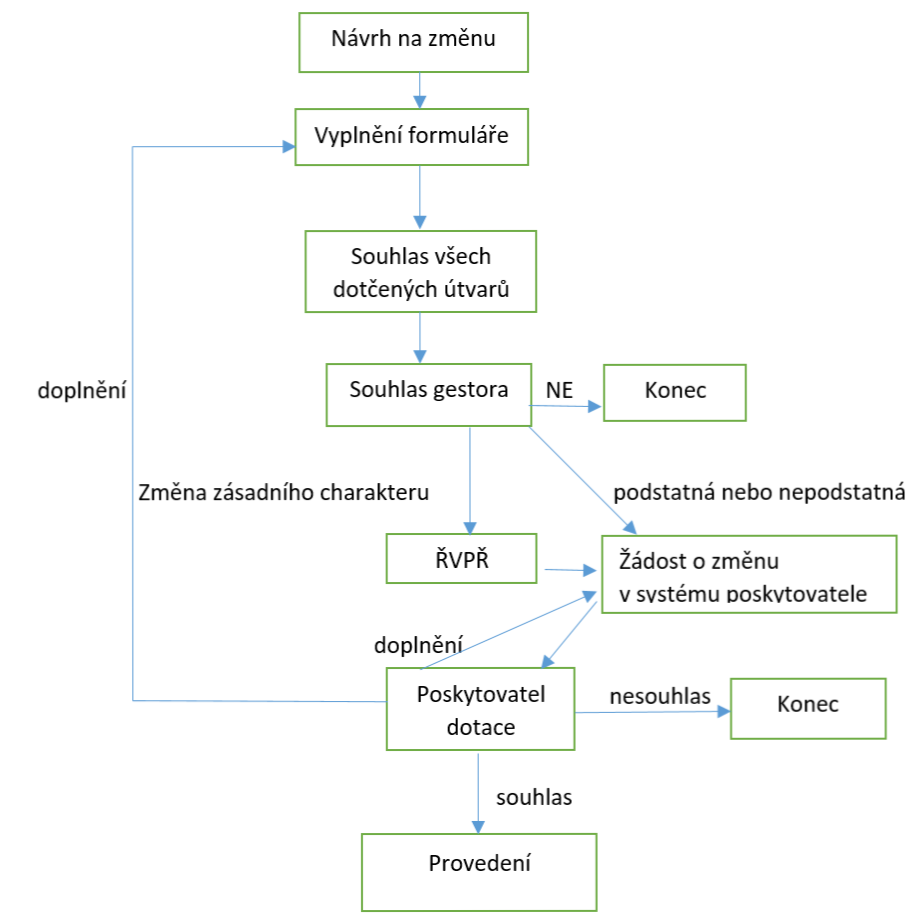 Návrh na změnu
Vyplnění formuláře
Souhlas všech
dotčených útvarů
Souhlas gestora
NE
Konec
doplnění
Změna zásadního charakteru
podstatná nebo nepodstatná
ŘVPŘ
Žádost o změnu
v systému poskytovatele
doplnění
Poskytovatel
dotace
nesouhlas
Konec
souhlas
Provedení